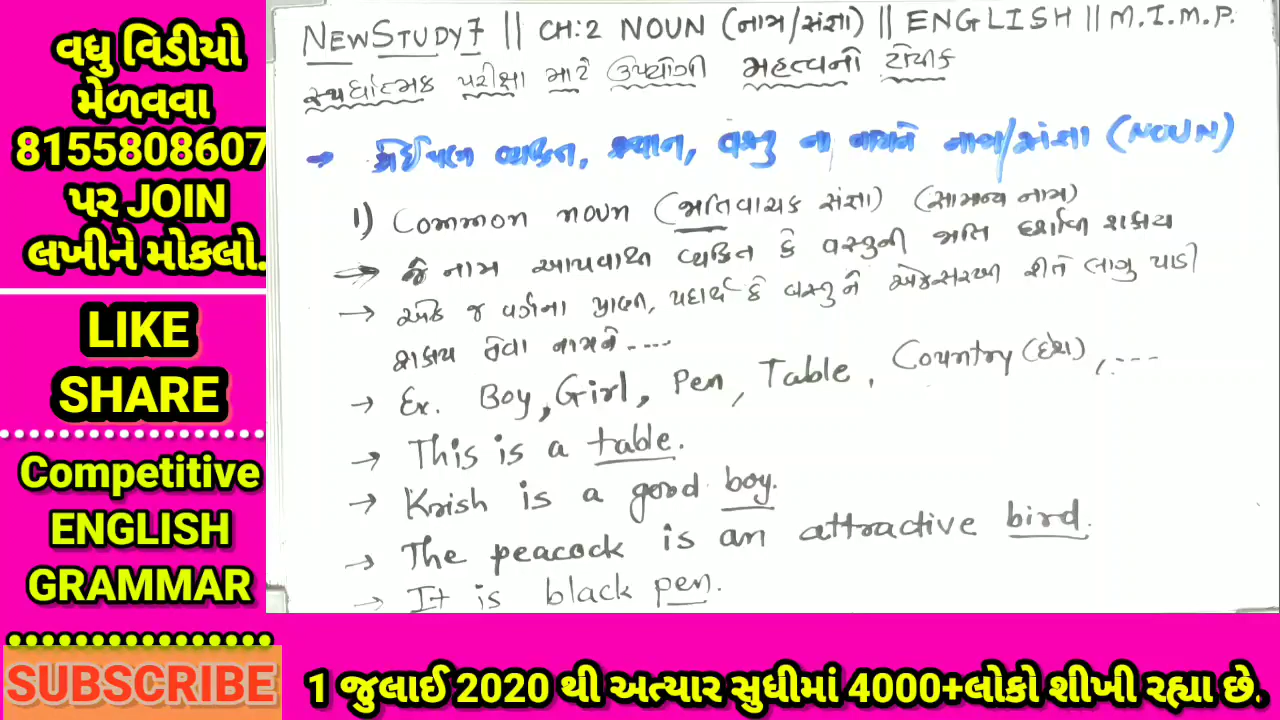 વધુ વિડીયો
મેળવવા
8155808607
પર JOIN
લખીને મોકલો.
LIKE
SHARE
Competitive
ENGLISH
GRAMMAR
SUBSCRIBE
NEWSTUDY7 || CH:2 NOUN (નામ/સંજ્ઞા) || ENGLISH || M.I.M.P.
સ્પર્ધાત્મક પરીક્ષા માટે ઉપયોગી મહત્વનો ટોપીક
→ કોઈપણ વ્યક્તિ, સ્થાન, વસ્તુ ના નામને નામ/સંજ્ઞા (NOUN)
1) Common noun (જાતિવાચક સંજ્ઞા) (સામાન્ય નામ)
→ જે નામ આપવાથી વ્યક્તિ કે વસ્તુની જાતિ દર્શાવી શકાય
→ એક જ વર્ગના પ્રાણી, પદાર્થ કે વસ્તુને એકસરખી રીતે લાગુ પાડી
શકાય તેવા નામને ....
→ Ex. Boy, Girl, Pen, Table, Country (દેશ), ....
→ This is a table.
→ Krish is a good boy.
→ The peacock is an attractive bird.
→ It is black pen.
1 જુલાઈ 2020 થી અત્યાર સુધીમાં 4000+લોકો શીખી રહ્યા છે.